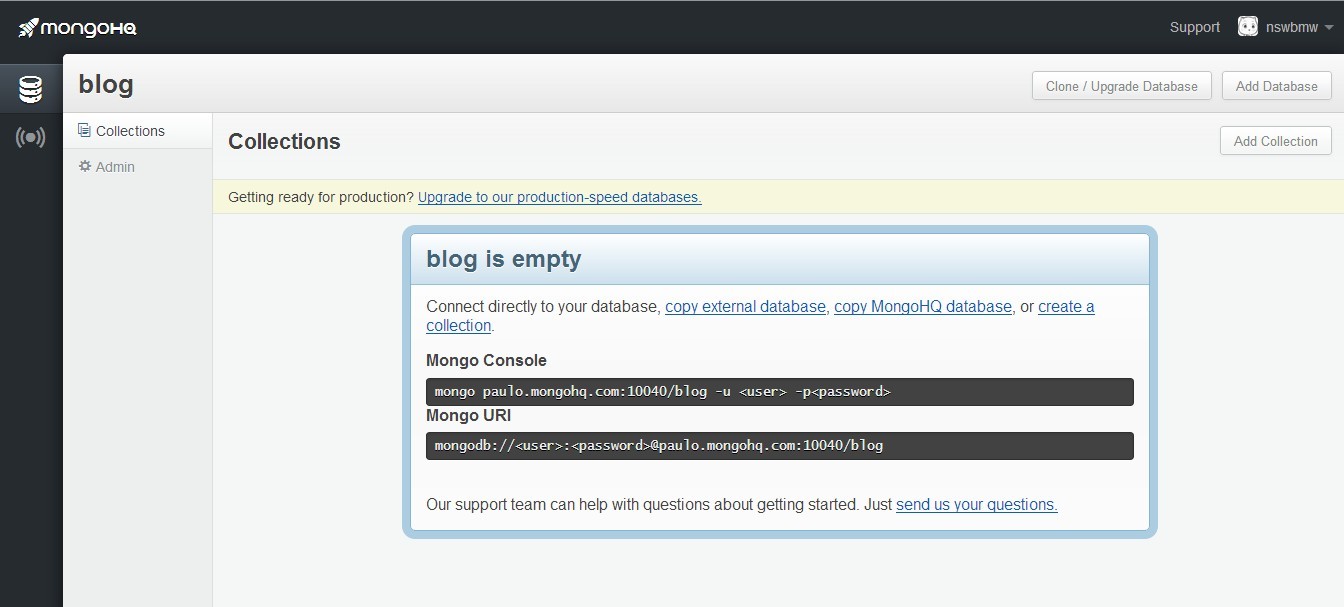 mongoHQ
Support
nswbmw
blog
Clone / Upgrade Database
Add Database
Collections
Admin
Collections
Add Collection
Getting ready for production? Upgrade to our production-speed databases.
blog is empty
Connect directly to your database, copy external database, copy MongoHQ database, or create a
collection.
Mongo Console
mongo paulo.mongohq.com:10040/blog -u <user> -p<password>
Mongo URI
mongodb://<user>:<password>@paulo.mongohq.com:10040/blog
Our support team can help with questions about getting started. Just send us your questions.